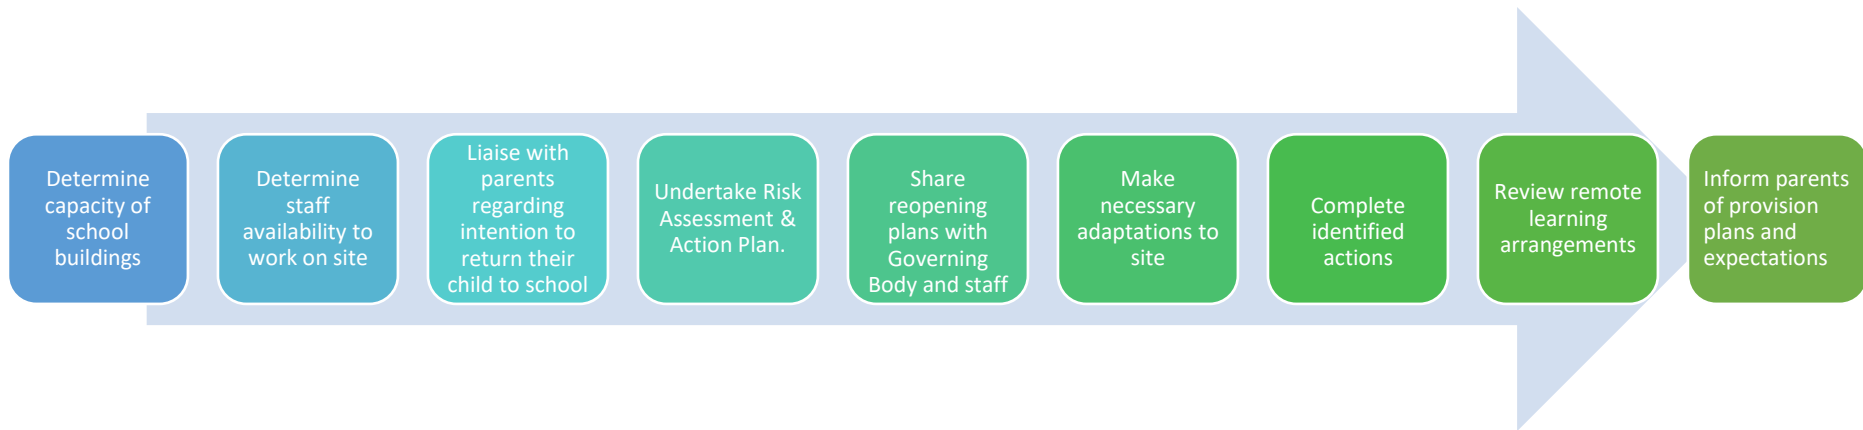 Determine
capacity of
school
buildings
Determine
staff
availability to
work on site
Liaise with
parents
regarding
intention to
return their
child to school
Undertake Risk
Assessment &
Action Plan.
Share
reopening
plans with
Governing
Body and staff
Make
necessary
adaptations to
site
Complete
identified
actions
Review remote
learning
arrangements
Inform parents
of provision
plans and
expectations